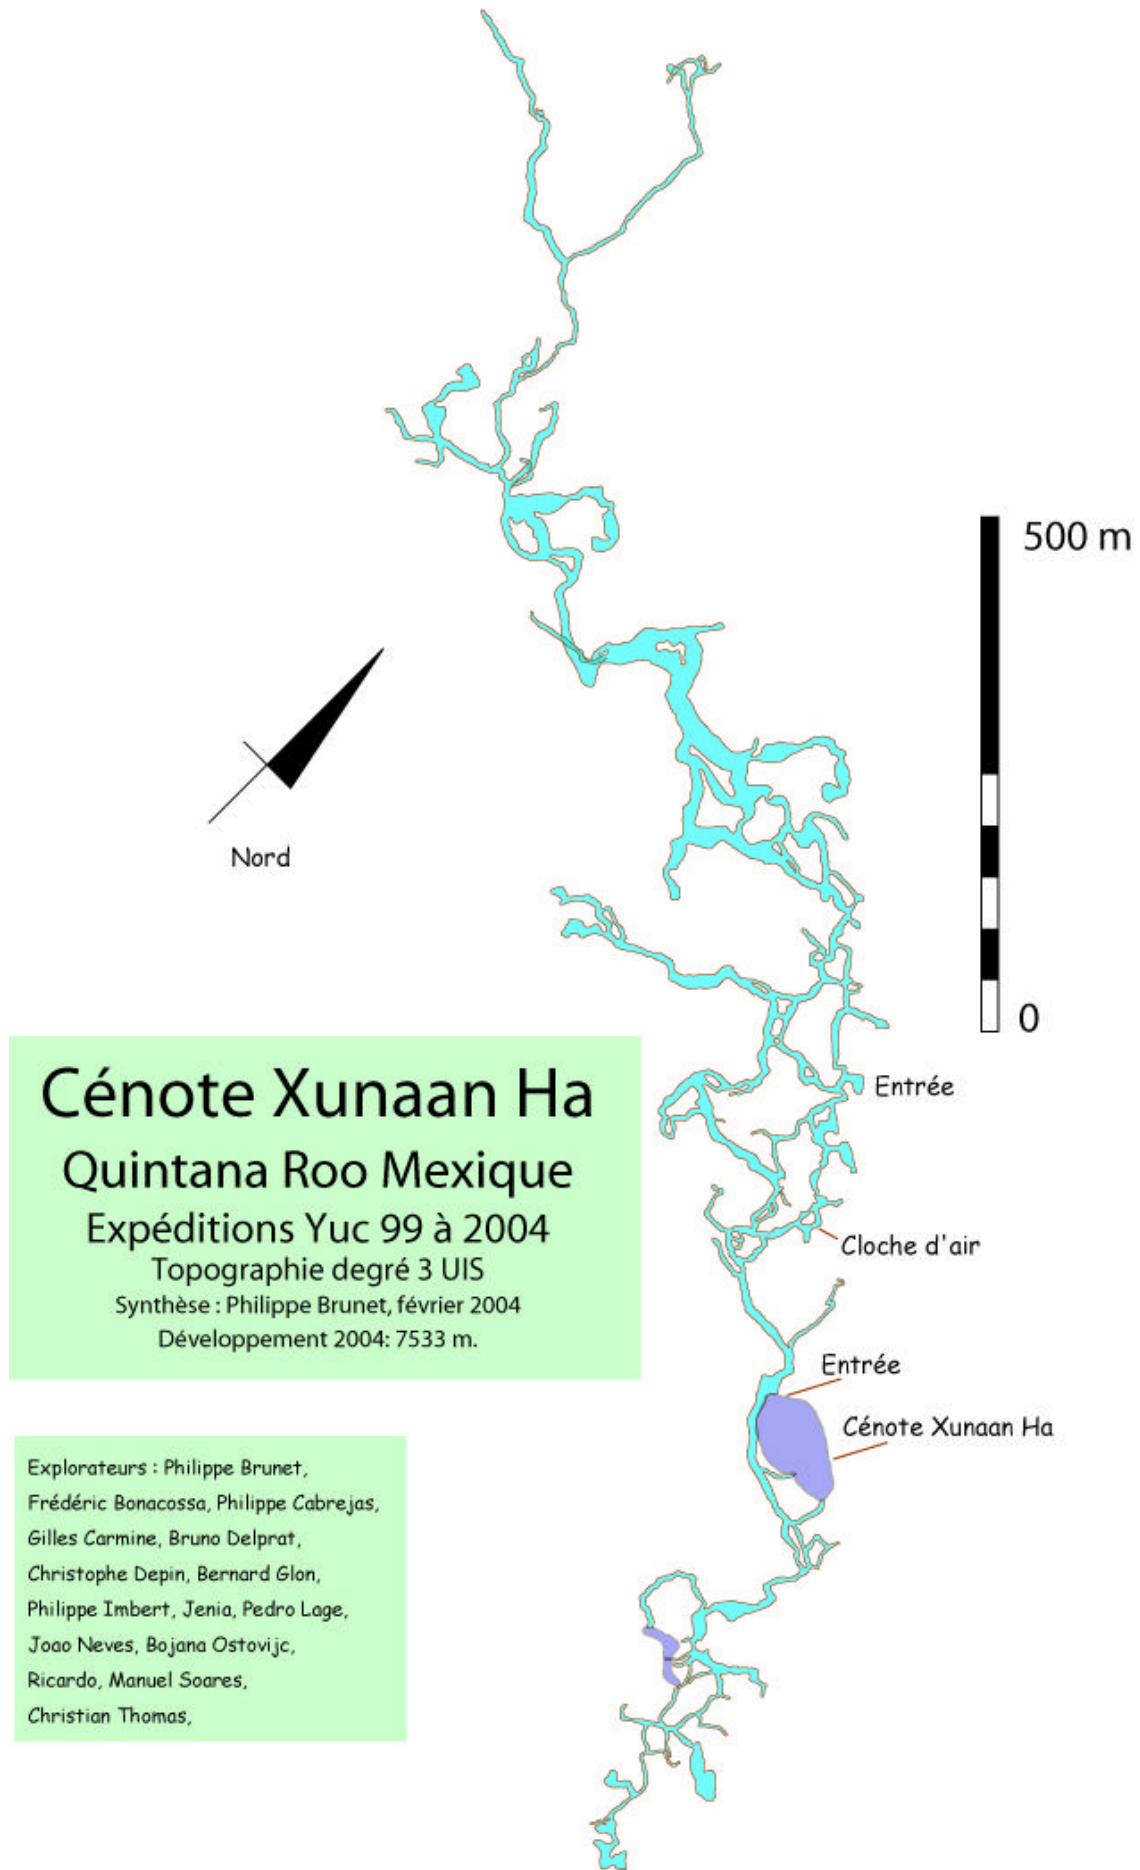 500 m
Nord
0
Cénote Xunaan Ha
Quintana Roo Mexique
Expéditions Yuc 99 à 2004
Topographie degré 3 UIS
Synthèse : Philippe Brunet, février 2004
Développement 2004: 7533 m.
Entrée
Cloche d'air
Entrée
Cénote Xunaan Ha
Explorateurs : Philippe Brunet,
Frédéric Bonacossa, Philippe Cabrejas,
Gilles Carmine, Bruno Delprat,
Christophe Depin, Bernard Glon,
Philippe Imbert, Jenia, Pedro Lage,
Joao Neves, Bojana Ostovijc,
Ricardo, Manuel Soares,
Christian Thomas,